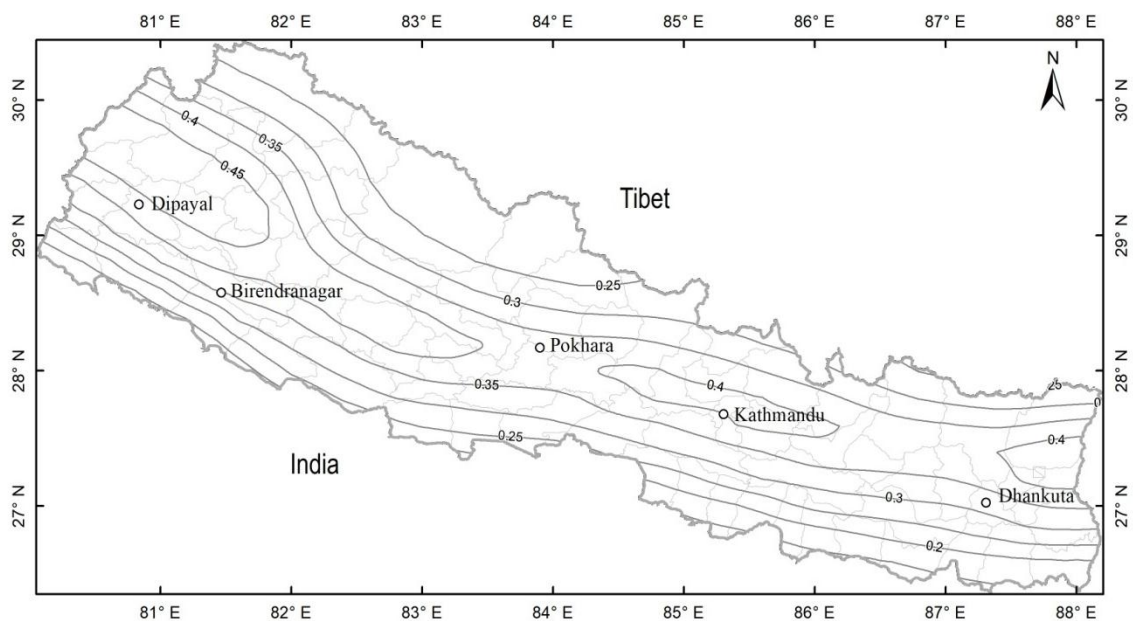 81° E 82° E 83° E 84° E 85° E 86° E 87° E 88° E
N
30° N 30° N
0.4
0.35
0.45
Dipayal
Tibet
29° N 29° N
Birendranagar
0.25
0.3
Pokhara
28° N 28° N
0.35
0.4
25
Kathmandu
0.25
0.4
India
0.3
Dhankuta
27° N 27° N
0.2
81° E 82° E 83° E 84° E 85° E 86° E 87° E 88° E